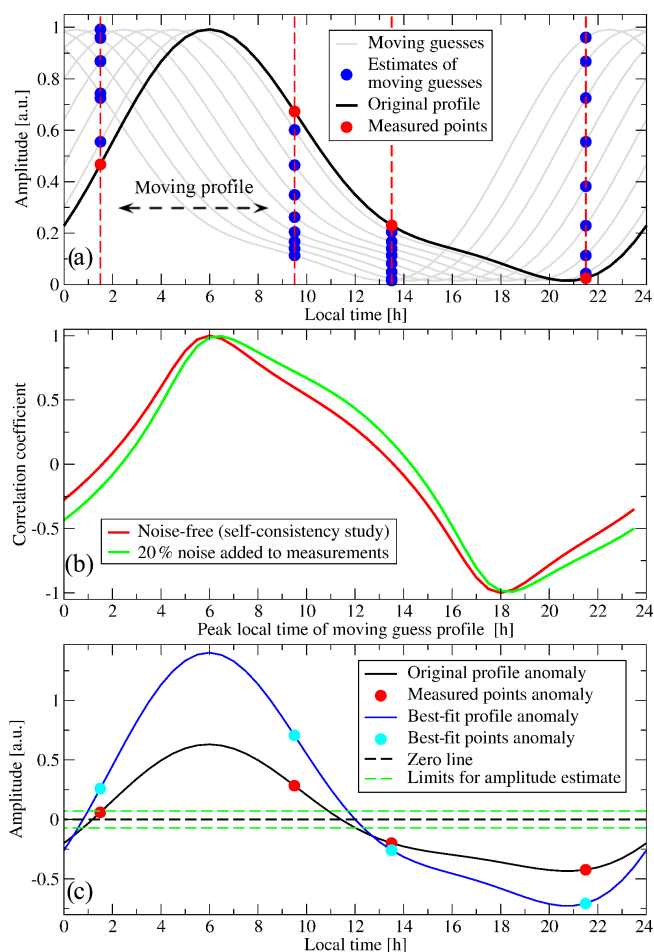 1
0.8
0.6
0.4
0.2
0
Amplitude [a.u.]
Moving guesses
Estimates of
moving guesses
Original profile
Measured points
Moving profile
(a)
0 2 4 6 8 10 12 14 16 18 20 22 24
Local time [h]
1
0.5
0
-0.5
-1
Correlation coefficient
Noise-free (self-consistency study)
20 % noise added to measurements
(b)
0 2 4 6 8 10 12 14 16 18 20 22 24
Peak local time of moving guess profile [h]
1
0.5
0
-0.5
Amplitude [a.u.]
Original profile anomaly
Measured points anomaly
Best-fit profile anomaly
Best-fit points anomaly
Zero line
Limits for amplitude estimate
(c)
0 2 4 6 8 10 12 14 16 18 20 22 24
Local time [h]